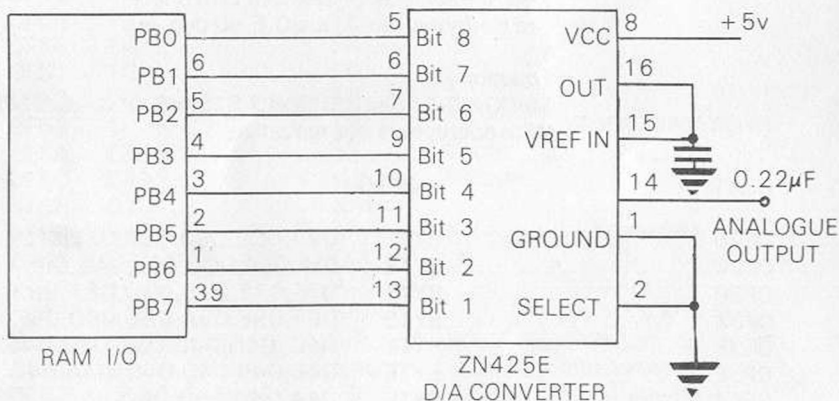 PB0 5 Bit 8 VCC 8 +5v
PB1 6 6 Bit 7 OUT 16
PB2 5 7 Bit 6
PB3 4 9 Bit 5 VREF IN 15
PB4 3 10 Bit 4 14 0.22µF
PB5 2 11 Bit 3 GROUND 1 ANALOGUE
OUTPUT
PB6 1 12 Bit 2
PB7 39 13 Bit 1 SELECT 2
RAM I/O
ZN425E
D/A CONVERTER